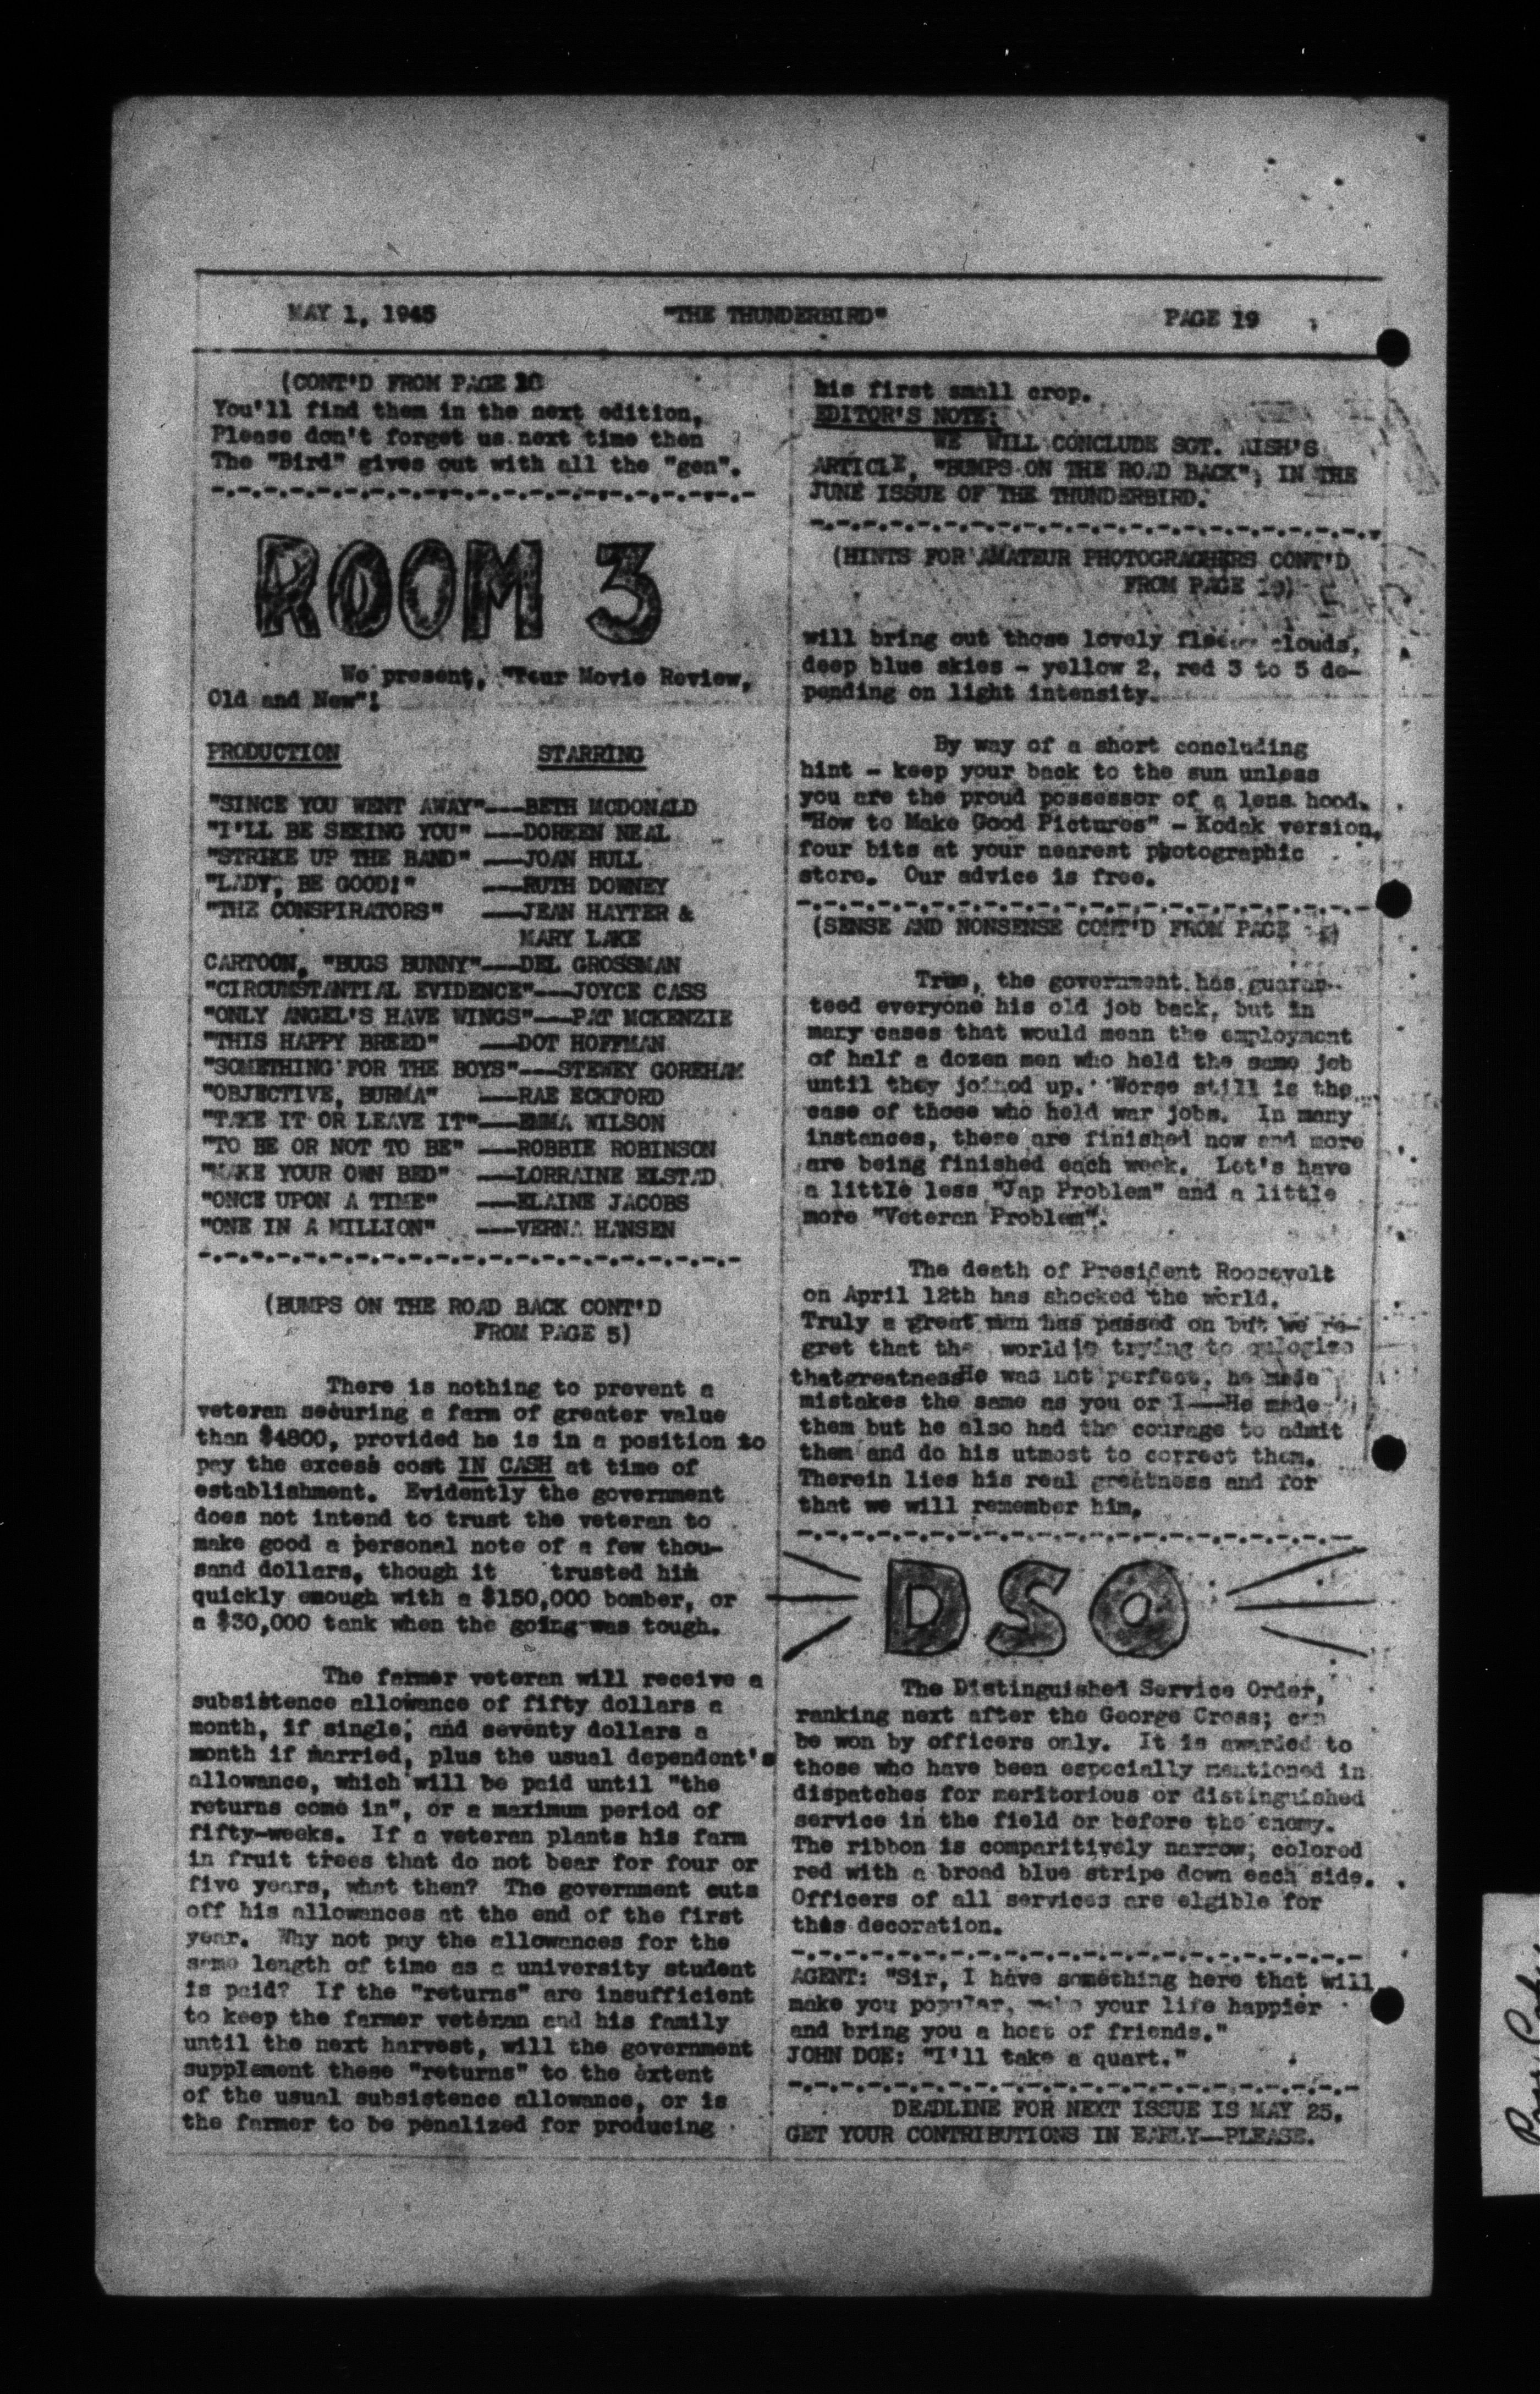 MAY 1, 1945 "THE THUNDERBIRD" PAGE 19
(CONT'D FROM PAGE
You'll find them in the next edition,
Please don't forget us next time then
The "Bird" gives out with all the "gen".
ROOM 3
We present, "Your Movie Review,
Old and New"!
PRODUCTION STARRING
"SINCE YOU WENT AWAY"---BETH MCDONALD
"I'LL BE SEEING YOU" ---DOREEN NEAL
"STRIKE UP THE BAND" ---JOAN HULL
"LADY, BE GOOD!" ---RUTH DOWNEY
"THE CONSPIRATORS" ---JEAN HAYTER &
MARY LAKE
CARTOON, "BUGS BUNNY"---DEL GROSSMAN
"CIRCUMSTANTIAL EVIDENCE"---JOYCE CASS
"ONLY ANGEL'S HAVE WINGS"---PAT MCKENZIE
"THIS HAPPY BREED" ---DOT HOFFMAN
"SOMETHING FOR THE BOYS"---STEWEY GOREHAM
"OBJECTIVE, BURMA" ---RAE ECKFORD
"TAKE IT OR LEAVE IT"---EMMA WILSON
"TO BE OR NOT TO BE" ---ROBBIE ROBINSON
"MAKE YOUR OWN BED" ---LORRAINE ELSTAD
"ONCE UPON A TIME" ---ELAINE JACOBS
"ONE IN A MILLION" ---VERNA HANSEN
(BUMPS ON THE ROAD BACK CONT'D
FROM PAGE 5)
There is nothing to prevent a
veteran securing a farm of greater value
than $4800, provided he is in a position to
pay the excess cost IN CASH at time of
establishment. Evidently the government
does not intend to trust the veteran to
make good a personal note of a few thou-
sand dollars, though it trusted him
quickly enough with a $150,000 bomber, or
a $30,000 tank when the going was tough.
The farmer veteran will receive a
subsistence allowance of fifty dollars a
month, if single, and seventy dollars a
month if married, plus the usual dependent's
allowance, which will be paid until "the
returns come in", or a maximum period of
fifty-weeks. If a veteran plants his farm
in fruit trees that do not bear for four or
five years, what then? The government cuts
off his allowances at the end of the first
year. Why not pay the allowances for the
same length of time as a university student
is paid? If the "returns" are insufficient
to keep the farmer veteran and his family
until the next harvest, will the government
supplement these "returns" to the extent
of the usual subsistence allowance, or is
the farmer to be penalized for producing
his first small crop.
EDITOR'S NOTE:
WE WILL CONCLUDE SGT.
ARTICLE, "BUMPS ON THE ROAD BACK", IN THE
JUNE ISSUE OF THE THUNDERBIRD.
(HINTS FOR AMATEUR PHOTOGRAPHERS CONT'D
FROM PAGE
will bring out those lovely clouds,
deep blue skies - yellow 2, red 3 to 5 de-
pending on light intensity.
By way of a short concluding
hint - keep your back to the sun unless
you are the proud possessor of a lens hood.
"How to Make Good Pictures" - Kodak version,
four bits at your nearest photographic
store. Our advice is free.
(SENSE AND NONSENSE CONT'D FROM PAGE
True, the government has guaran-
teed everyone his old job back, but in
many cases that would mean the employment
of half a dozen men who held the same job
until they joined up. Worse still is the
case of those who held war jobs. In many
instances, these are finished now and more
are being finished each week. Let's have
a little less "Jap Problem" and a little
more "Veteran Problem".
The death of President Roosevelt
on April 12th has shocked the world.
Truly a great man has passed on but we re-
gret that the world is trying to eulogize
thatgreatnessHe was not perfect, he made
mistakes the same as you or I---He made
them but he also had the courage to admit
them and do his utmost to correct them.
Therein lies his real greatness and for
that we will remember him.
DSO
The Distinguished Service Order,
ranking next after the George Cross; can
be won by officers only. It is awarded to
those who have been especially mentioned in
dispatches for meritorious or distinguished
service in the field or before the enemy.
The ribbon is comparitively narrow; colored
red with a broad blue stripe down each side.
Officers of all services are elgible for
this decoration.
AGENT: "Sir, I have something here that will
make you popular, make your life happier
and bring you a host of friends."
JOHN DOE: "I'll take a quart."
DEADLINE FOR NEXT ISSUE IS MAY 25.
GET YOUR CONTRIBUTIONS IN EARLY---PLEASE.